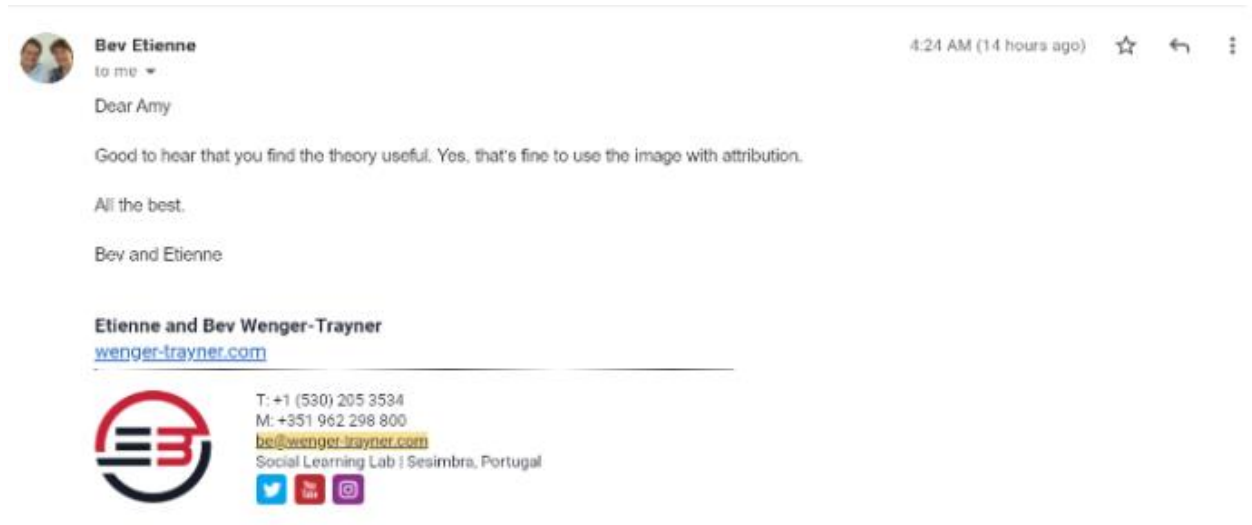 Bev Etienne
4:24 AM (14 hours ago)
to me
Dear Amy
Good to hear that you find the theory useful. Yes, that's fine to use the image with attribution.
All the best.
Bev and Etienne
Etienne and Bev Wenger-Trayner
wenger-trayner.com
T: +1 (530) 205 3534
M: +351 962 298 800
be@wenger-trayner.com
Social Learning Lab | Sesimbra, Portugal
EB
You Tube